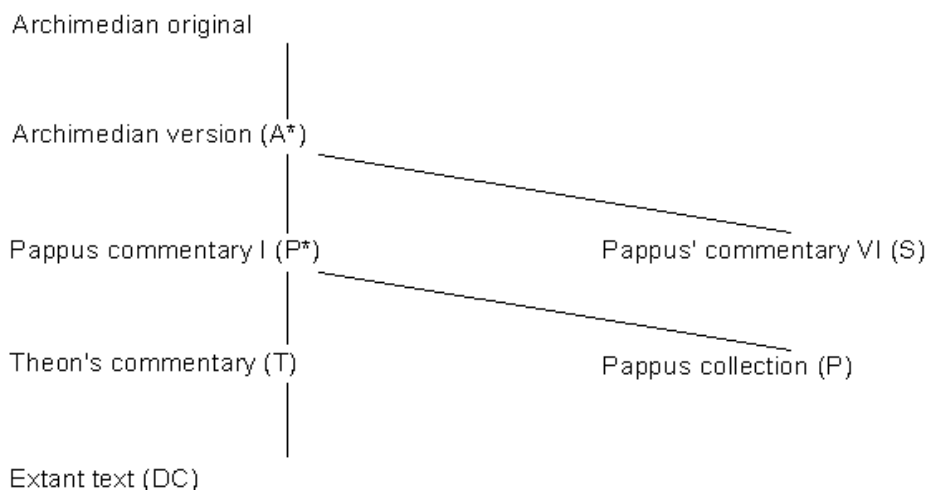 Archimedian original
Archimedian version (A*)
Pappus commentary I (P*)
Pappus' commentary VI (S)
Theon's commentary (T)
Pappus collection (P)
Extant text (DC)